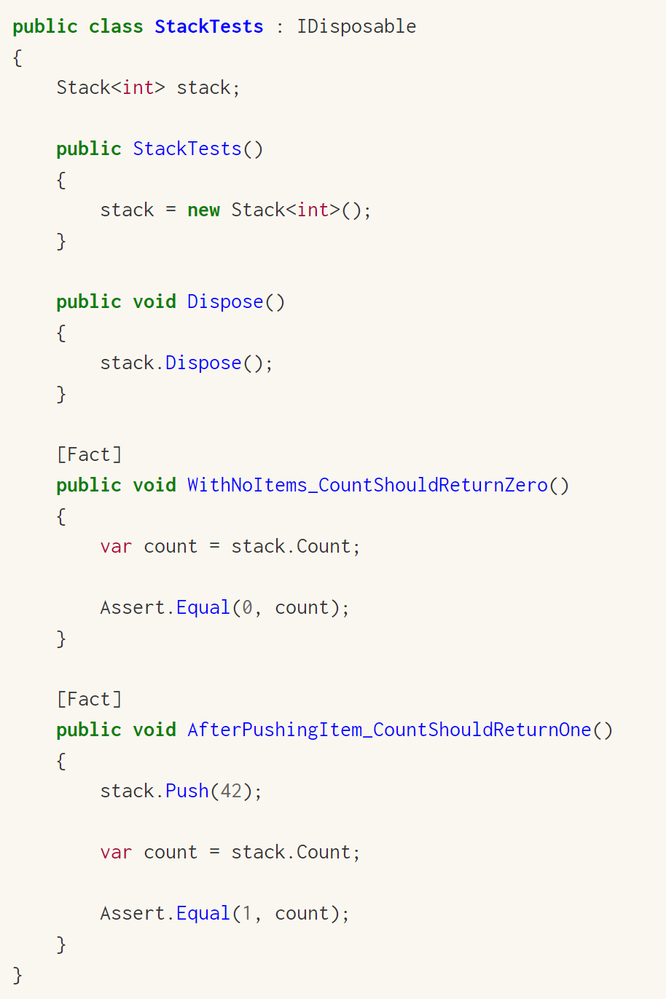 public class StackTests : IDisposable
{
    Stack<int> stack;

    public StackTests()
    {
        stack = new Stack<int>();
    }

    public void Dispose()
    {
        stack.Dispose();
    }

    [Fact]
    public void WithNoItems_CountShouldReturnZero()
    {
        var count = stack.Count;

        Assert.Equal(0, count);
    }

    [Fact]
    public void AfterPushingItem_CountShouldReturnOne()
    {
        stack.Push(42);

        var count = stack.Count;

        Assert.Equal(1, count);
    }
}